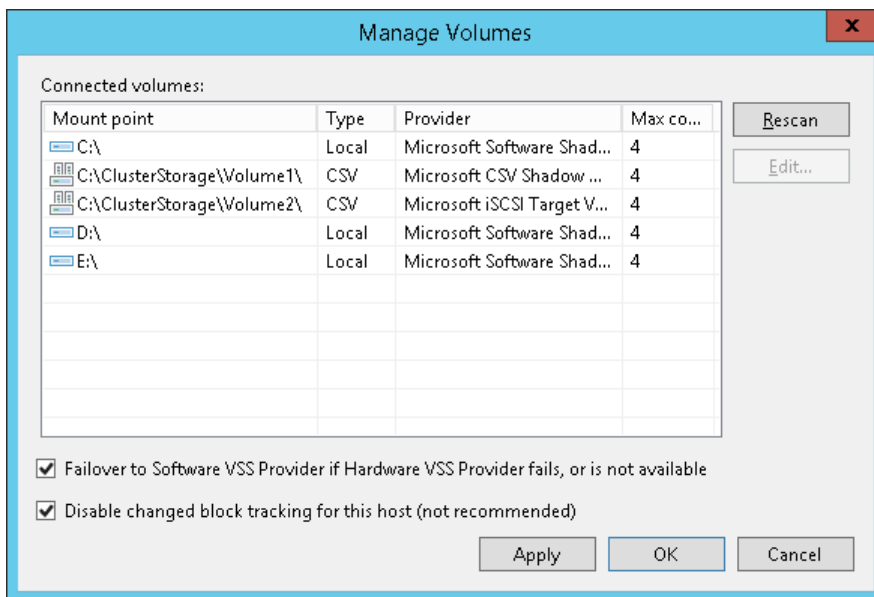 Manage Volumes
x
Connected volumes:
Mount point Type Provider Max co...
C:\ Local Microsoft Software Shad... 4
C:\ClusterStorage\Volume1\ CSV Microsoft CSV Shadow ... 4
C:\ClusterStorage\Volume2\ CSV Microsoft iSCSI Target V... 4
D:\ Local Microsoft Software Shad... 4
E:\ Local Microsoft Software Shad... 4
Rescan
Edit...
Failover to Software VSS Provider if Hardware VSS Provider fails, or is not available
Disable changed block tracking for this host (not recommended)
Apply OK Cancel